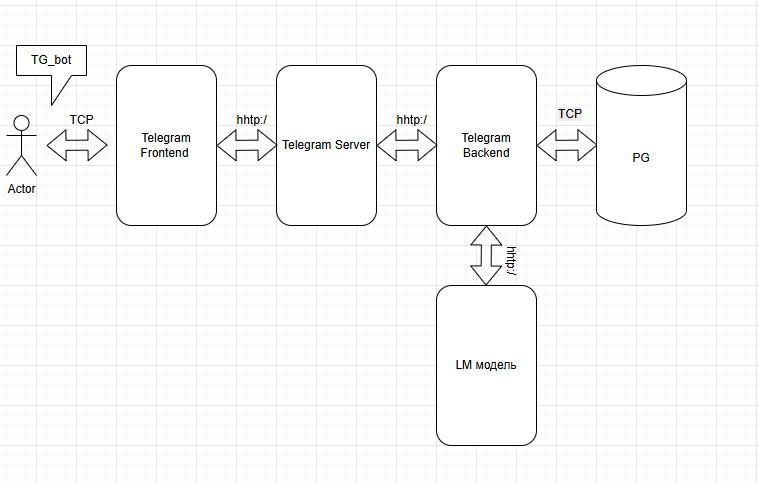 TG_bot
TCP
hhtp:/
hhtp:/
TCP
Telegram
Frontend
Telegram Server
Telegram
Backend
PG
Actor
hhtp:/
LM модель